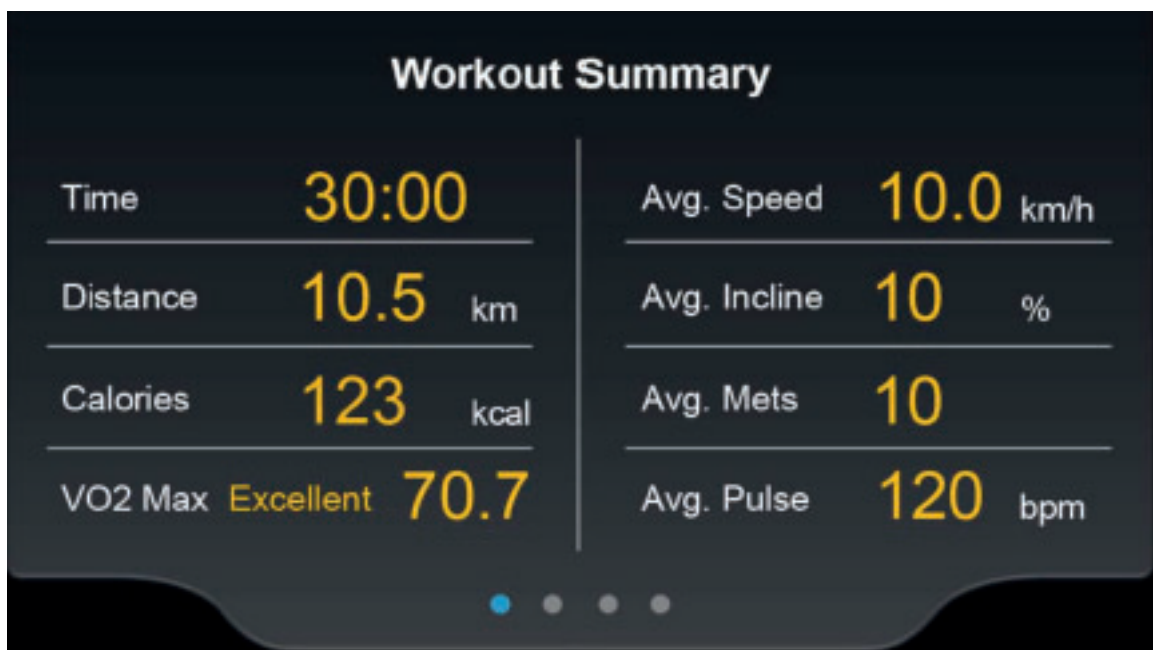 Workout Summary
Time 30:00
Distance 10.5 km
Calories 123 kcal
VO2 Max Excellent 70.7
Avg. Speed 10.0 km/h
Avg. Incline 10 %
Avg. Mets 10
Avg. Pulse 120 bpm